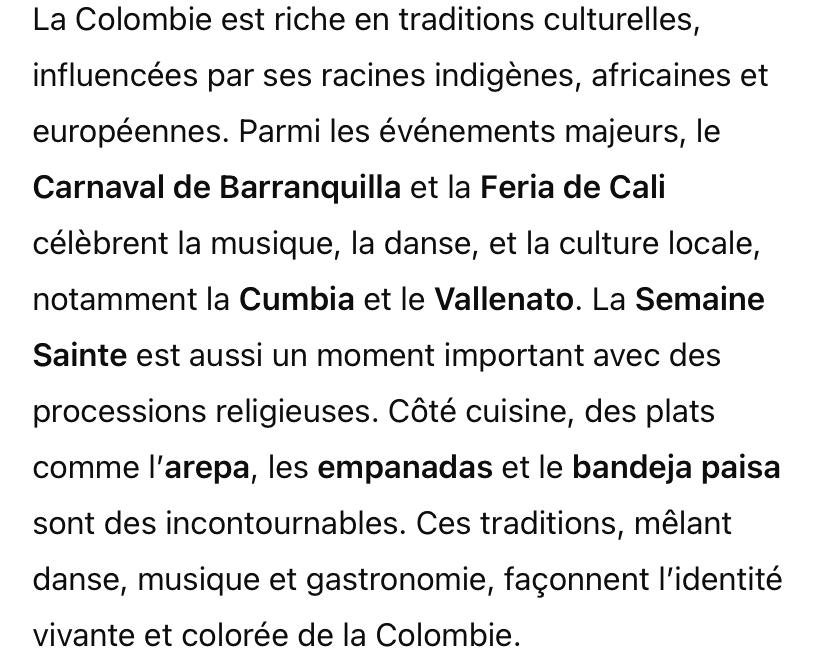 La Colombie est riche en traditions culturelles,
influencées par ses racines indigènes, africaines et
européennes. Parmi les événements majeurs, le
Carnaval de Barranquilla et la Feria de Cali
célèbrent la musique, la danse, et la culture locale,
notamment la Cumbia et le Vallenato. La Semaine
Sainte est aussi un moment important avec des
processions religieuses. Côté cuisine, des plats
comme l’arepa, les empanadas et le bandeja paisa
sont des incontournables. Ces traditions, mêlant
danse, musique et gastronomie, façonnent l’identité
vivante et colorée de la Colombie.